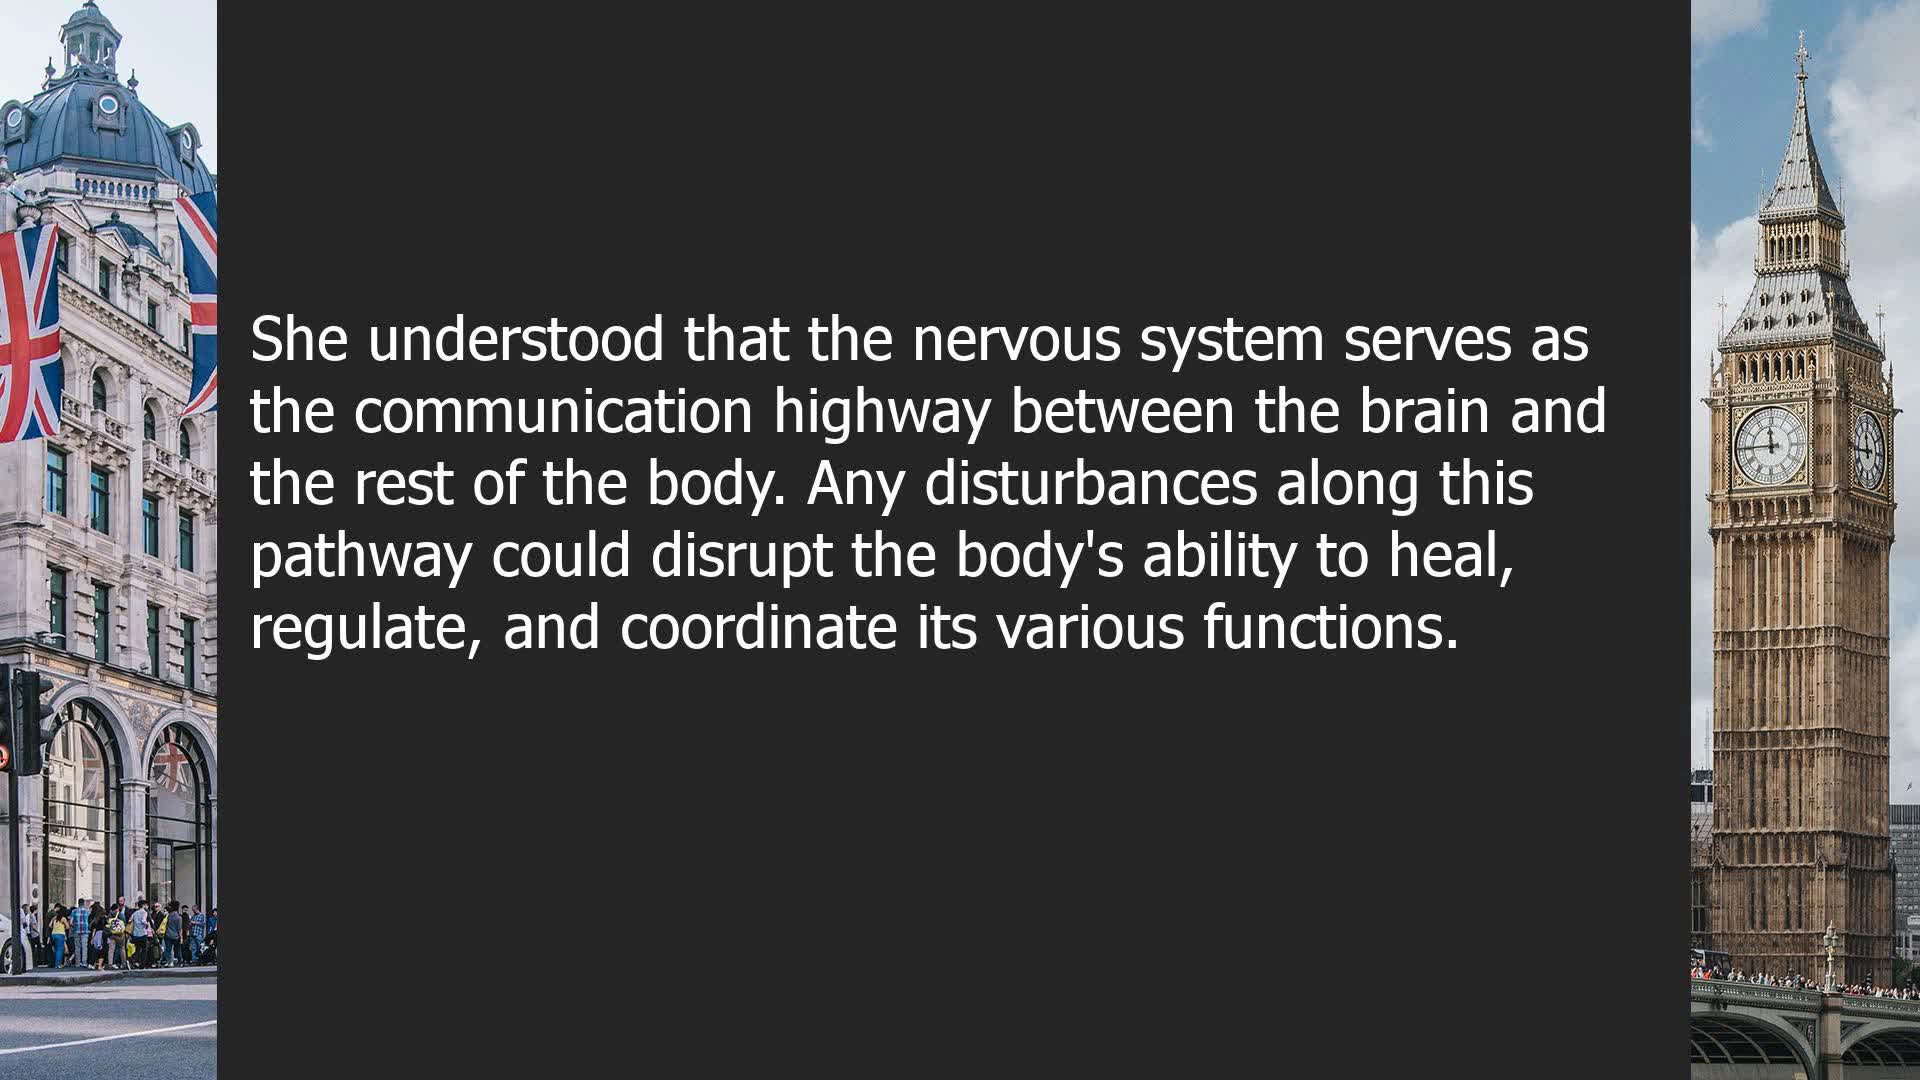 She understood that the nervous system serves as
the communication highway between the brain and
the rest of the body. Any disturbances along this
pathway could disrupt the body's ability to heal,
regulate, and coordinate its various functions.